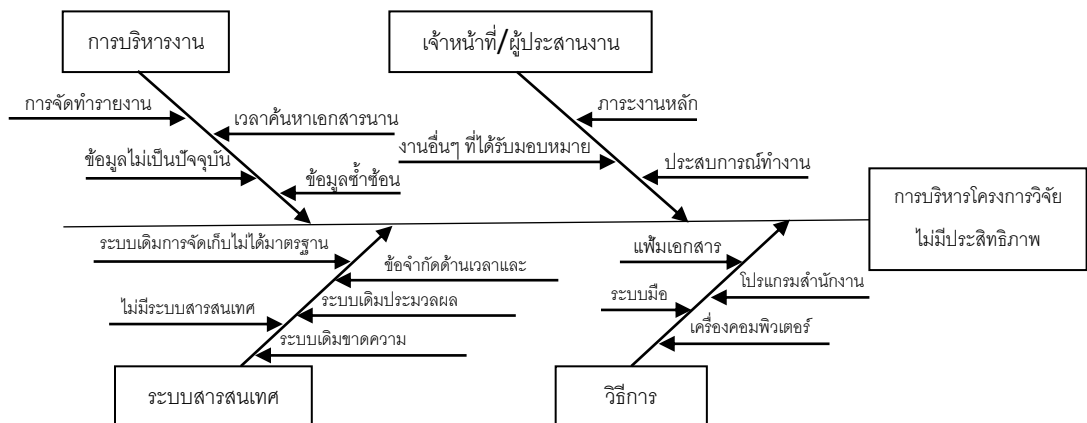 การบริหารงาน
เจ้าหน้าที่/ผู้ประสานงาน
การจัดทำรายงาน
เวลาค้นหาเอกสารนาน
ข้อมูลไม่เป็นปัจจุบัน
ข้อมูลซ้ำซ้อน
ภาระงานหลัก
งานอื่นๆ ที่ได้รับมอบหมาย
ประสบการณ์ทำงาน
การบริหารโครงการวิจัย
ไม่มีประสิทธิภาพ
ระบบเดิมการจัดเก็บไม่ได้มาตรฐาน
ข้อจำกัดด้านเวลาและ
ไม่มีระบบสารสนเทศ
ระบบเดิมประมวลผล
ระบบเดิมขาดความ
แฟ้มเอกสาร
โปรแกรมสำนักงาน
ระบบมือ
เครื่องคอมพิวเตอร์
ระบบสารสนเทศ
วิธีการ